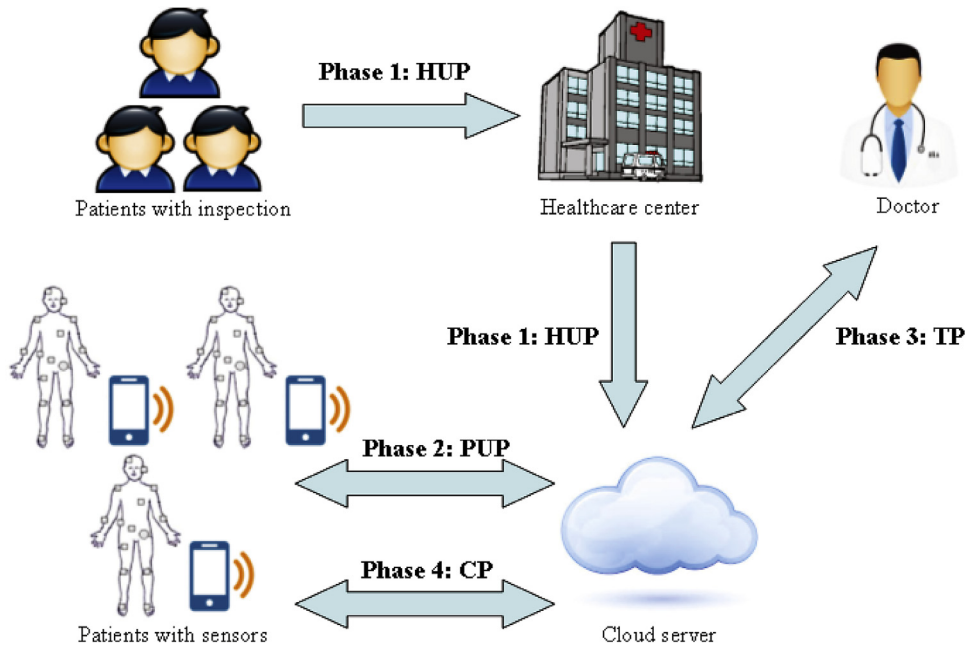 Phase 1: HUP
Patients with inspection
Healthcare center
Doctor
Phase 1: HUP
Phase 3: TP
Phase 2: PUP
Phase 4: CP
Patients with sensors
Cloud server